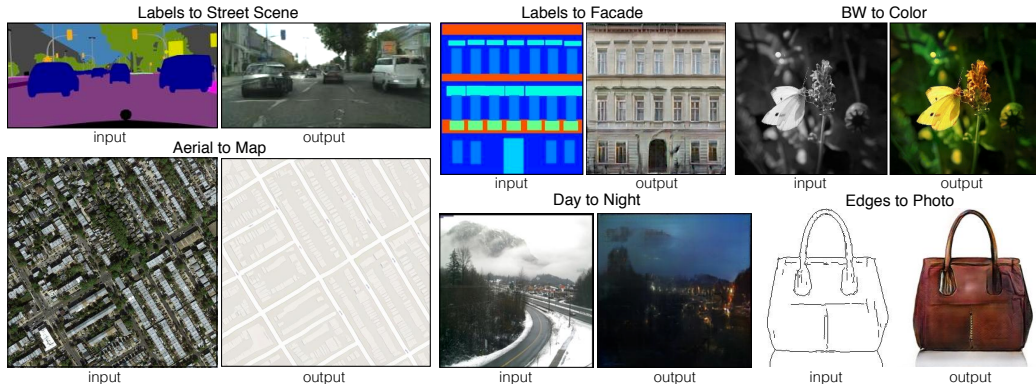 Labels to Street Scene
input
output
Labels to Facade
input
output
BW to Color
input
output
Aerial to Map
input
output
Day to Night
input
output
Edges to Photo
input
output